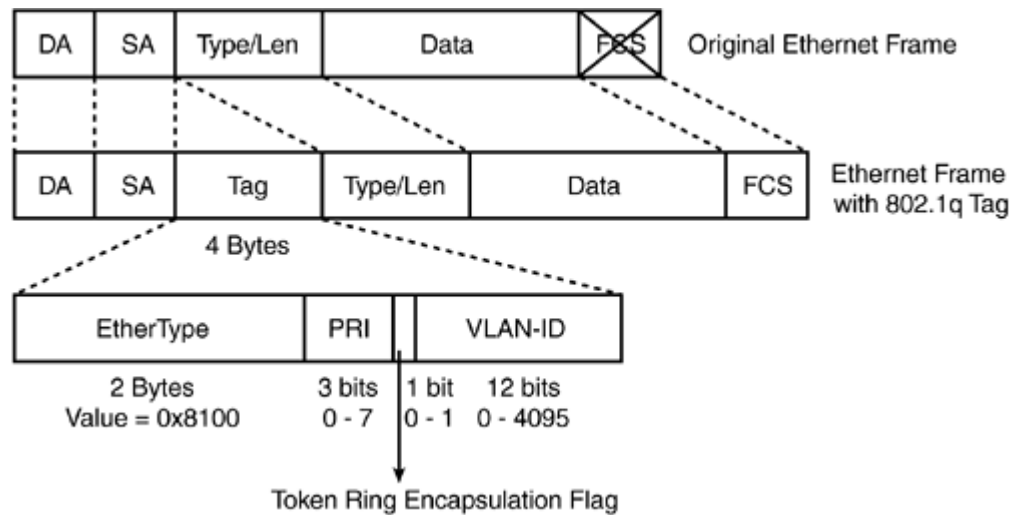 DA SA Type/Len Data FCS Original Ethernet Frame
DA SA Tag Type/Len Data FCS Ethernet Frame
with 802.1q Tag
4 Bytes
EtherType PRI VLAN-ID
2 Bytes 3 bits 1 bit 12 bits
Value = 0x8100 0 - 7 0 - 1 0 - 4095
Token Ring Encapsulation Flag